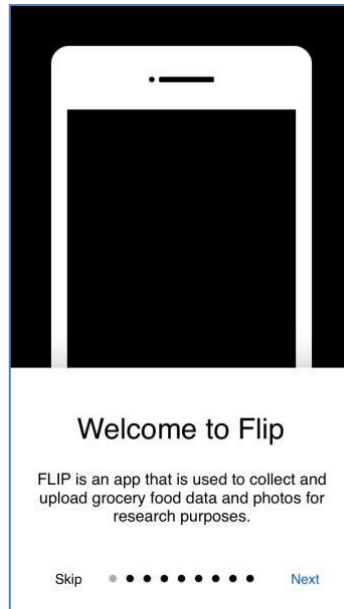 Welcome to Flip
FLIP is an app that is used to collect and
upload grocery food data and photos for
research purposes.
Skip
Next